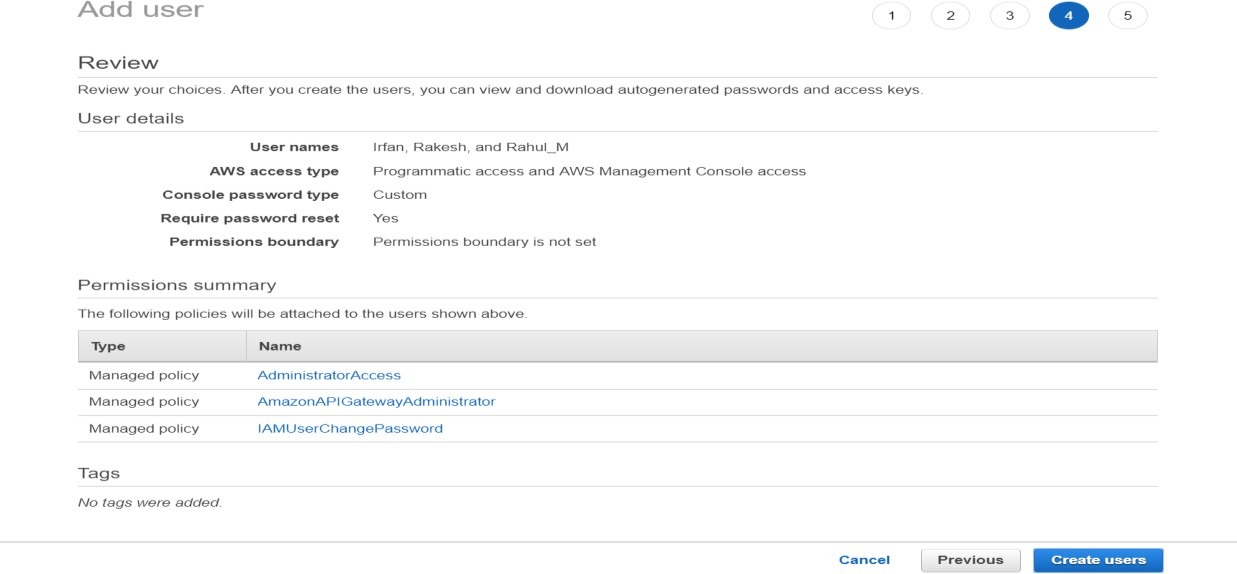 Add user
1 2 3 4 5
Review
Review your choices. After you create the users, you can view and download autogenerated passwords and access keys.
User details
User names Irfan, Rakesh, and Rahul_M
AWS access type Programmatic access and AWS Management Console access
Console password type Custom
Require password reset Yes
Permissions boundary Permissions boundary is not set
Permissions summary
The following policies will be attached to the users shown above.
Type Name
Managed policy AdministratorAccess
Managed policy AmazonAPIGatewayAdministrator
Managed policy IAMUserChangePassword
Tags
No tags were added.
Cancel Previous Create users